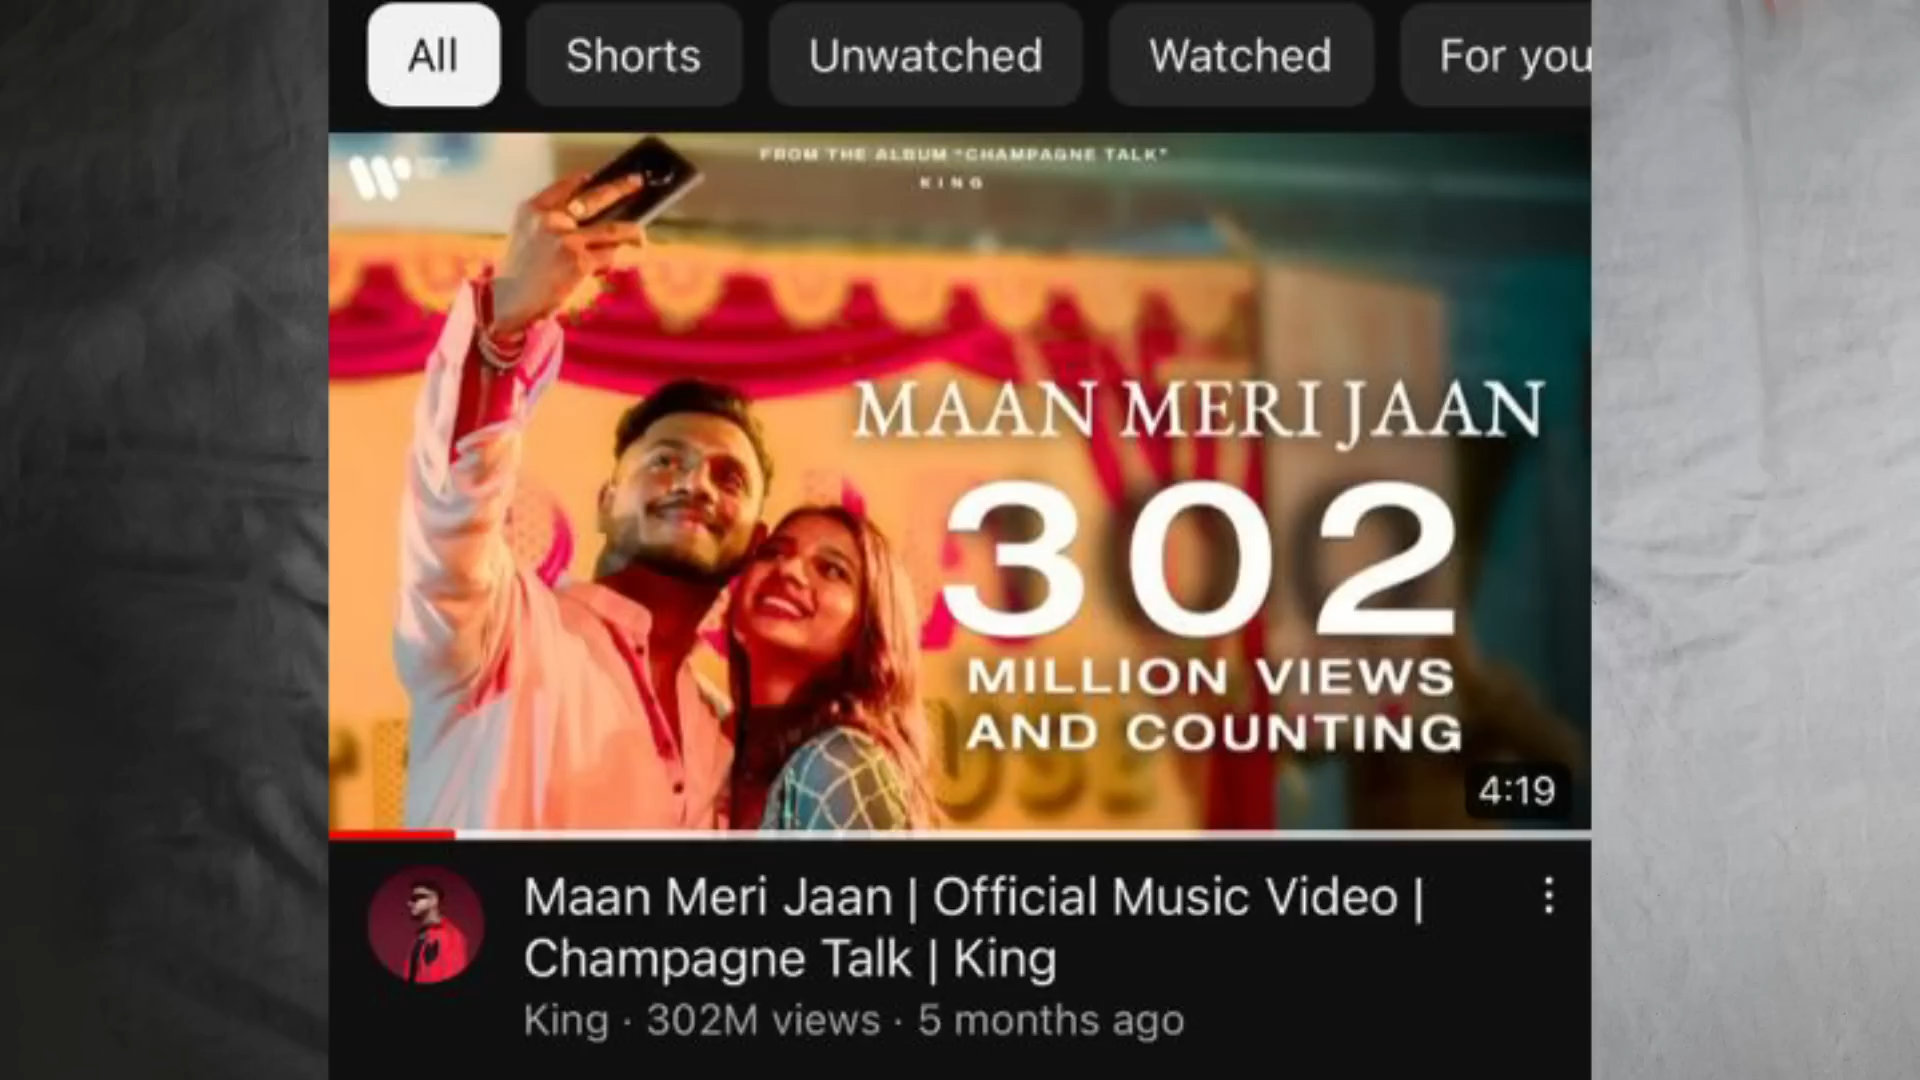 All
Shorts
Unwatched
Watched
For you
FROM THE ALBUM "CHAMPAGNE TALK"
KING
MAAN MERI JAAN
302
MILLION VIEWS
AND COUNTING
4:19
Maan Meri Jaan | Official Music Video |
Champagne Talk | King
King · 302M views · 5 months ago